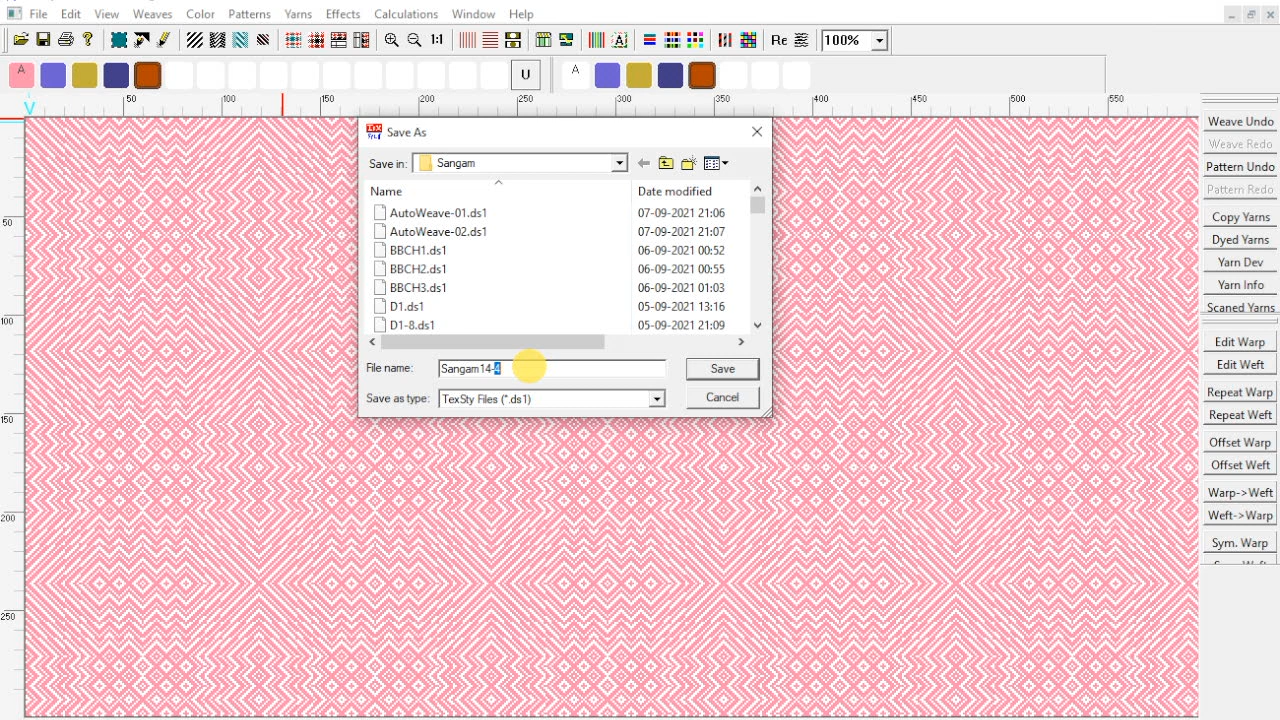 File Edit View Weaves Color Patterns Yarns Effects Calculations Window Help
1:1 A Re 100%
A U A
V 50 100 150 200 250 300 350 400 450 500 550
50
100
150
200
250
Save As
Save in: Sangam
Name Date modified
AutoWeave-01.ds1 07-09-2021 21:06
AutoWeave-02.ds1 07-09-2021 21:07
BBCH1.ds1 06-09-2021 00:52
BBCH2.ds1 06-09-2021 00:55
BBCH3.ds1 06-09-2021 01:03
D1.ds1 05-09-2021 13:16
D1-8.ds1 05-09-2021 21:09
File name: Sangam14-4 Save
Save as type: TexSty Files (*.ds1) Cancel
Weave Undo
Weave Redo
Pattern Undo
Pattern Redo
Copy Yarns
Dyed Yarns
Yarn Dev
Yarn Info
Scaned Yarns
Edit Warp
Edit Weft
Repeat Warp
Repeat Weft
Offset Warp
Offset Weft
Warp->Weft
Weft->Warp
Sym. Warp